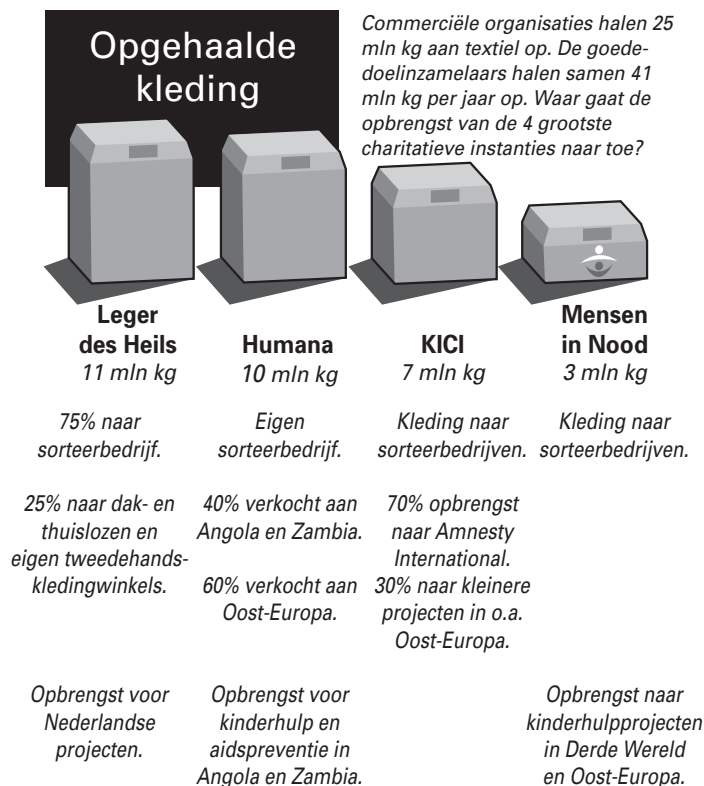 Opgehaalde
kleding
Commerciële organisaties halen 25
mln kg aan textiel op. De goede-
doelinzamelaars halen samen 41
mln kg per jaar op. Waar gaat de
opbrengst van de 4 grootste
charitatieve instanties naar toe?
Leger
des Heils
11 mln kg
75% naar
sorteerbedrijf.
25% naar dak- en
thuislozen en
eigen tweedehands-
kledingwinkels.
Opbrengst voor
Nederlandse
projecten.
Humana
10 mln kg
Eigen
sorteerbedrijf.
40% verkocht aan
Angola en Zambia.
60% verkocht aan
Oost-Europa.
Opbrengst voor
kinderhulp en
aidspreventie in
Angola en Zambia.
KICI
7 mln kg
Kleding naar
sorteerbedrijven.
70% opbrengst
naar Amnesty
International.
30% naar kleinere
projecten in o.a.
Oost-Europa.
Mensen
in Nood
3 mln kg
Kleding naar
sorteerbedrijven.
Opbrengst naar
kinderhulpprojecten
in Derde Wereld
en Oost-Europa.